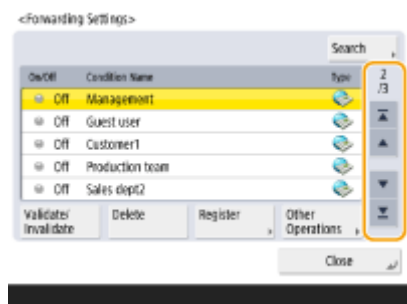 <Forwarding Settings>
Search
On/Off Condition Name Type
2
/3
Off Management
Off Guest user
Off Customer1
Off Production team
Off Sales dept2
Validate/
Invalidate
Delete
Register
Other
Operations
Close